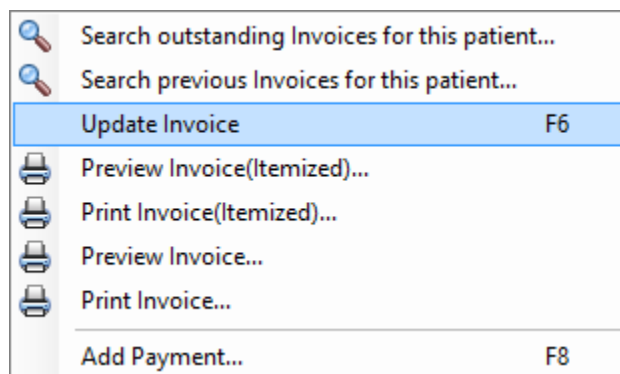 Search outstanding Invoices for this patient...
Search previous Invoices for this patient...
Update Invoice F6
Preview Invoice(Itemized)...
Print Invoice(Itemized)...
Preview Invoice...
Print Invoice...
Add Payment... F8